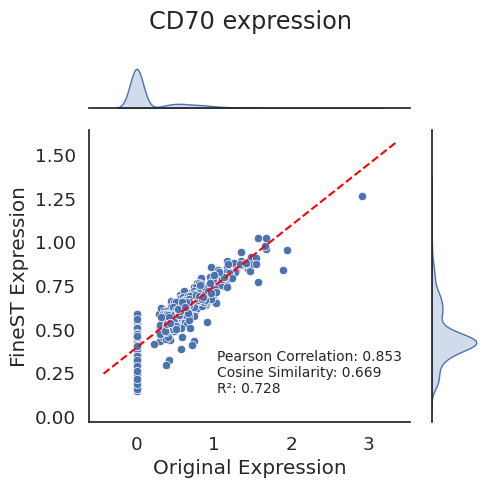 CD70 expression
1.50
1.25
1.00
0.75
0.50
0.25
0.00
FineST Expression
Pearson Correlation: 0.853
Cosine Similarity: 0.669
R²: 0.728
0 1 2 3
Original Expression